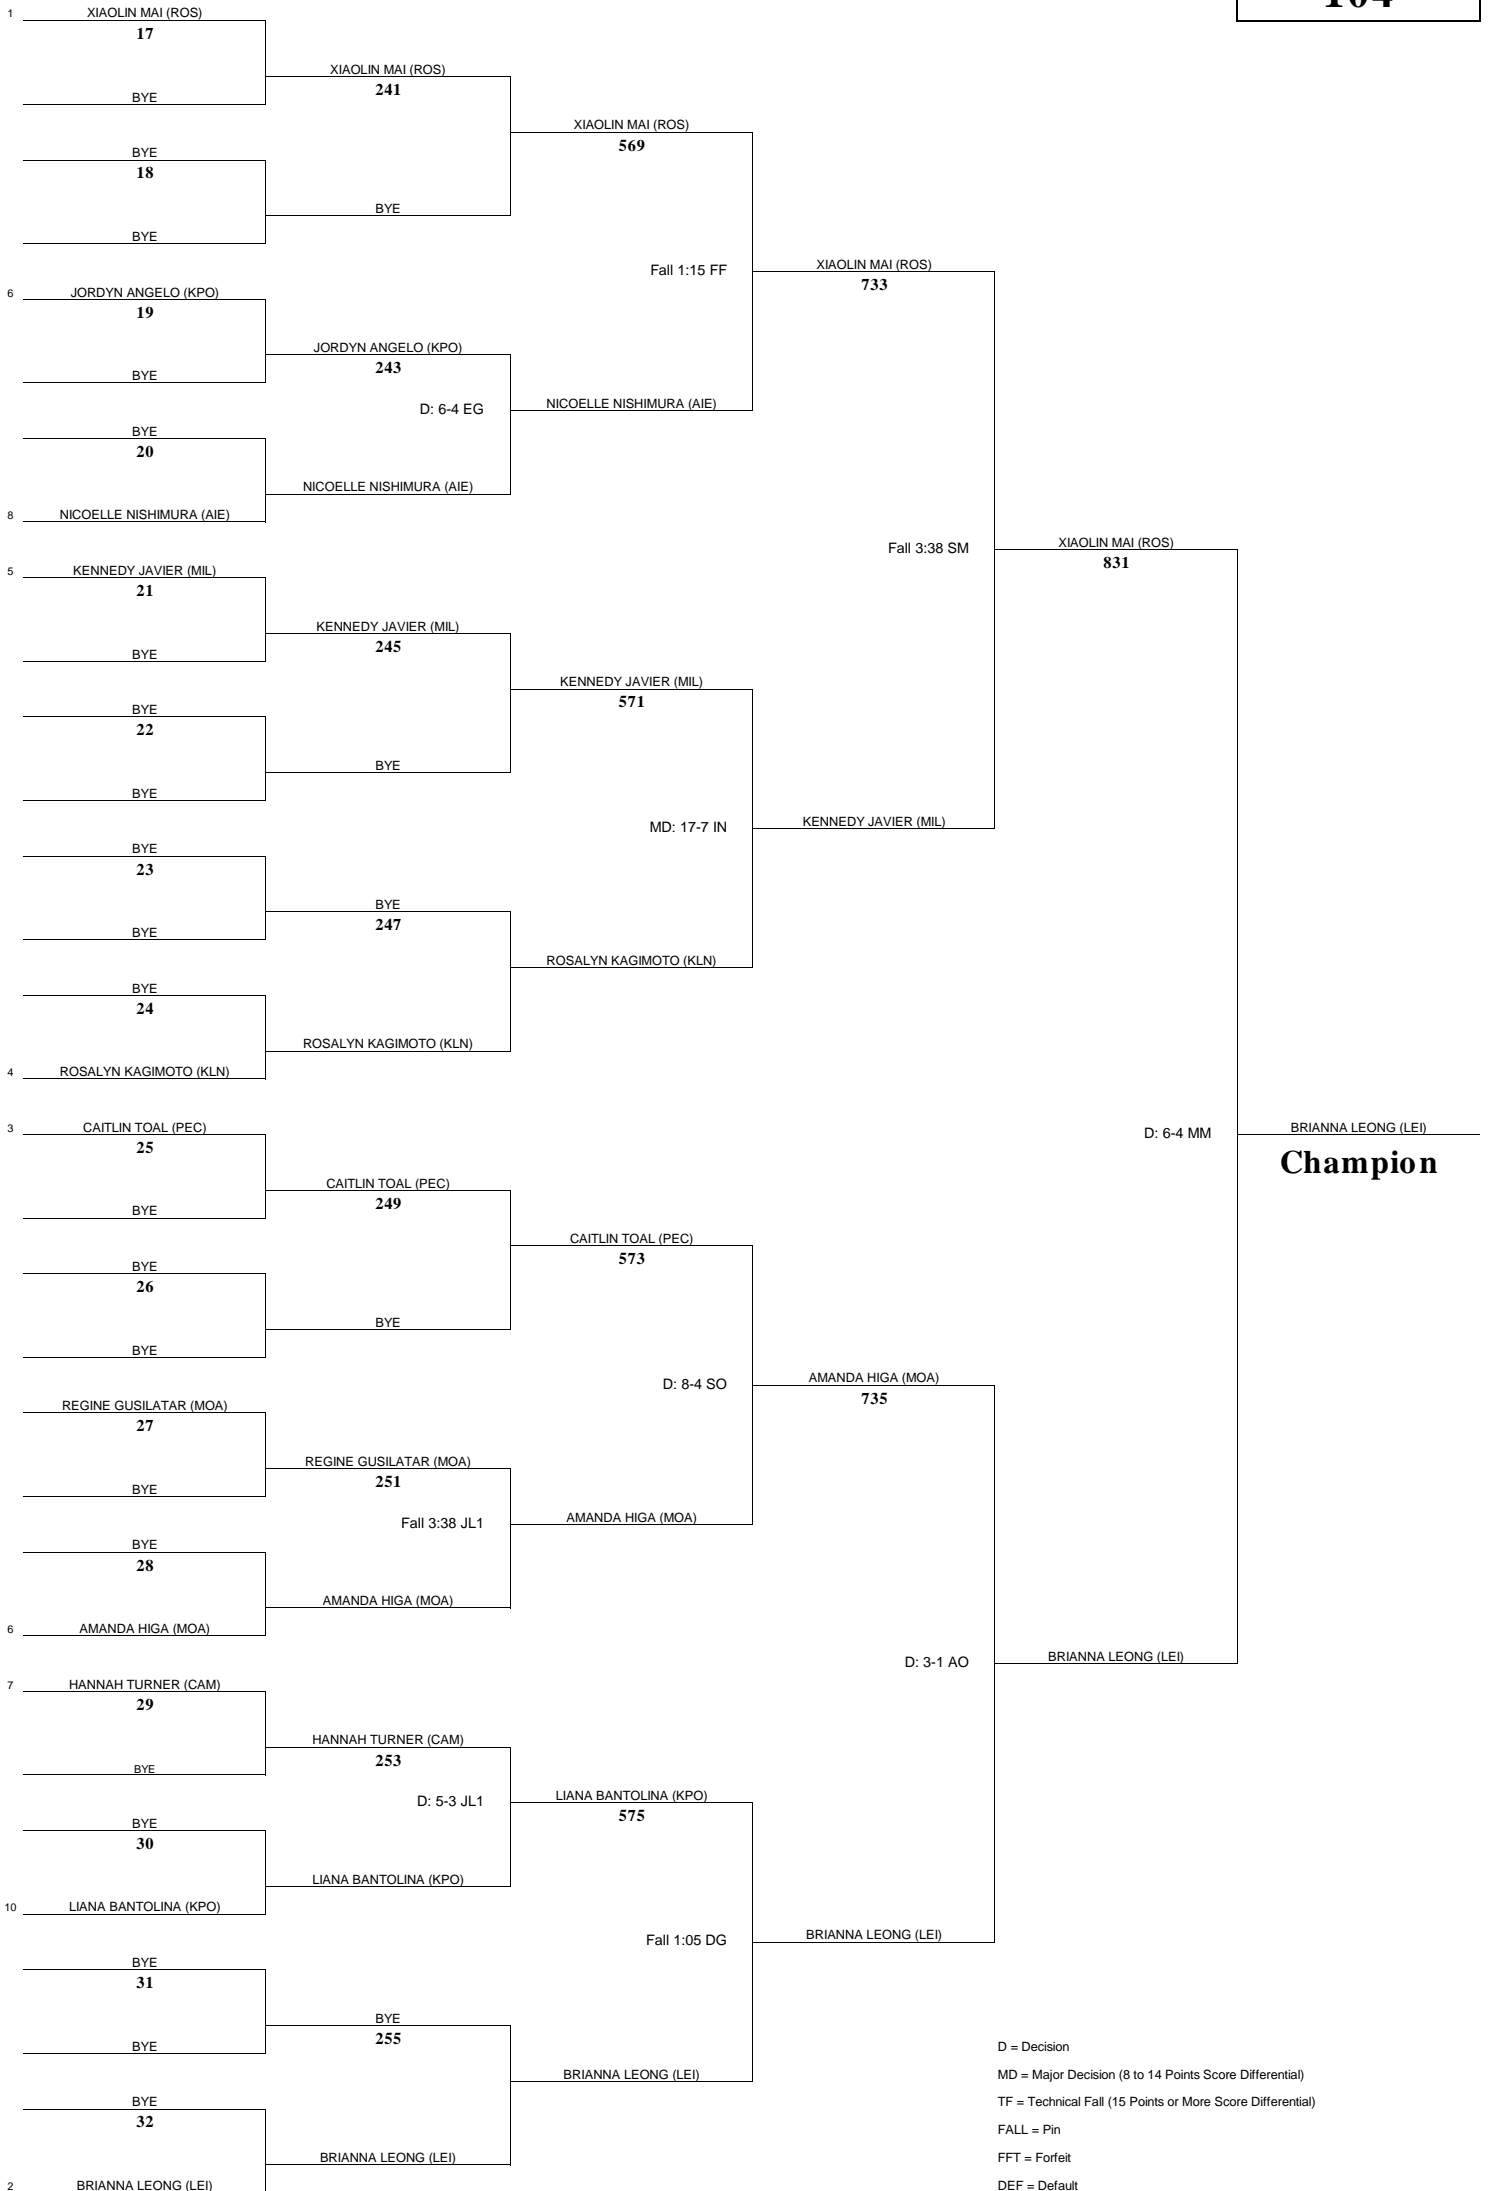 104
1 XIAOLIN MAI (ROS)
17
BYE
BYE
18
BYE
6 JORDYN ANGELO (KPO)
19
BYE
BYE
20
8 NICOELLE NISHIMURA (AIE)
5 KENNEDY JAVIER (MIL)
21
BYE
BYE
22
BYE
BYE
23
BYE
BYE
24
4 ROSALYN KAGIMOTO (KLN)
3 CAITLIN TOAL (PEC)
25
BYE
BYE
26
BYE
REGINE GUSILATAR (MOA)
27
BYE
BYE
28
6 AMANDA HIGA (MOA)
7 HANNAH TURNER (CAM)
29
BYE
BYE
30
10 LIANA BANTOLINA (KPO)
BYE
31
BYE
BYE
32
2 BRIANNA LEONG (LEI)
XIAOLIN MAI (ROS)
241
BYE
JORDYN ANGELO (KPO)
243
D: 6-4 EG
NICOELLE NISHIMURA (AIE)
KENNEDY JAVIER (MIL)
245
BYE
BYE
247
ROSALYN KAGIMOTO (KLN)
CAITLIN TOAL (PEC)
249
BYE
REGINE GUSILATAR (MOA)
251
Fall 3:38 JL1
AMANDA HIGA (MOA)
HANNAH TURNER (CAM)
253
D: 5-3 JL1
LIANA BANTOLINA (KPO)
BYE
255
BRIANNA LEONG (LEI)
XIAOLIN MAI (ROS)
569
Fall 1:15 FF
NICOELLE NISHIMURA (AIE)
KENNEDY JAVIER (MIL)
571
MD: 17-7 IN
ROSALYN KAGIMOTO (KLN)
CAITLIN TOAL (PEC)
573
D: 8-4 SO
AMANDA HIGA (MOA)
LIANA BANTOLINA (KPO)
575
Fall 1:05 DG
BRIANNA LEONG (LEI)
XIAOLIN MAI (ROS)
733
Fall 3:38 SM
KENNEDY JAVIER (MIL)
AMANDA HIGA (MOA)
735
D: 3-1 AO
BRIANNA LEONG (LEI)
XIAOLIN MAI (ROS)
831
D: 6-4 MM
BRIANNA LEONG (LEI)
BRIANNA LEONG (LEI)
Champion
D = Decision
MD = Major Decision (8 to 14 Points Score Differential)
TF = Technical Fall (15 Points or More Score Differential)
FALL = Pin
FFT = Forfeit
DEF = Default